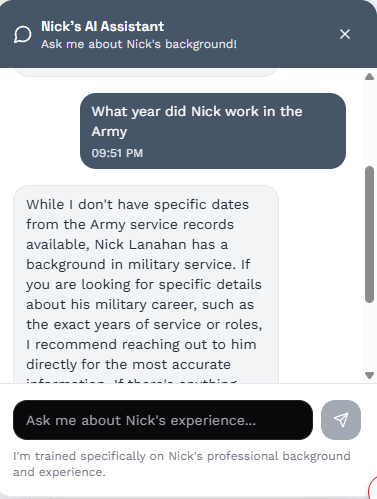 Nick's AI Assistant
Ask me about Nick's background!
What year did Nick work in the
Army
09:51 PM
While I don't have specific dates
from the Army service records
available, Nick Lanahan has a
background in military service. If
you are looking for specific details
about his military career, such as
the exact years of service or roles,
I recommend reaching out to him
directly for the most accurate
information. If there's anything
Ask me about Nick's experience...
I'm trained specifically on Nick's professional background
and experience.